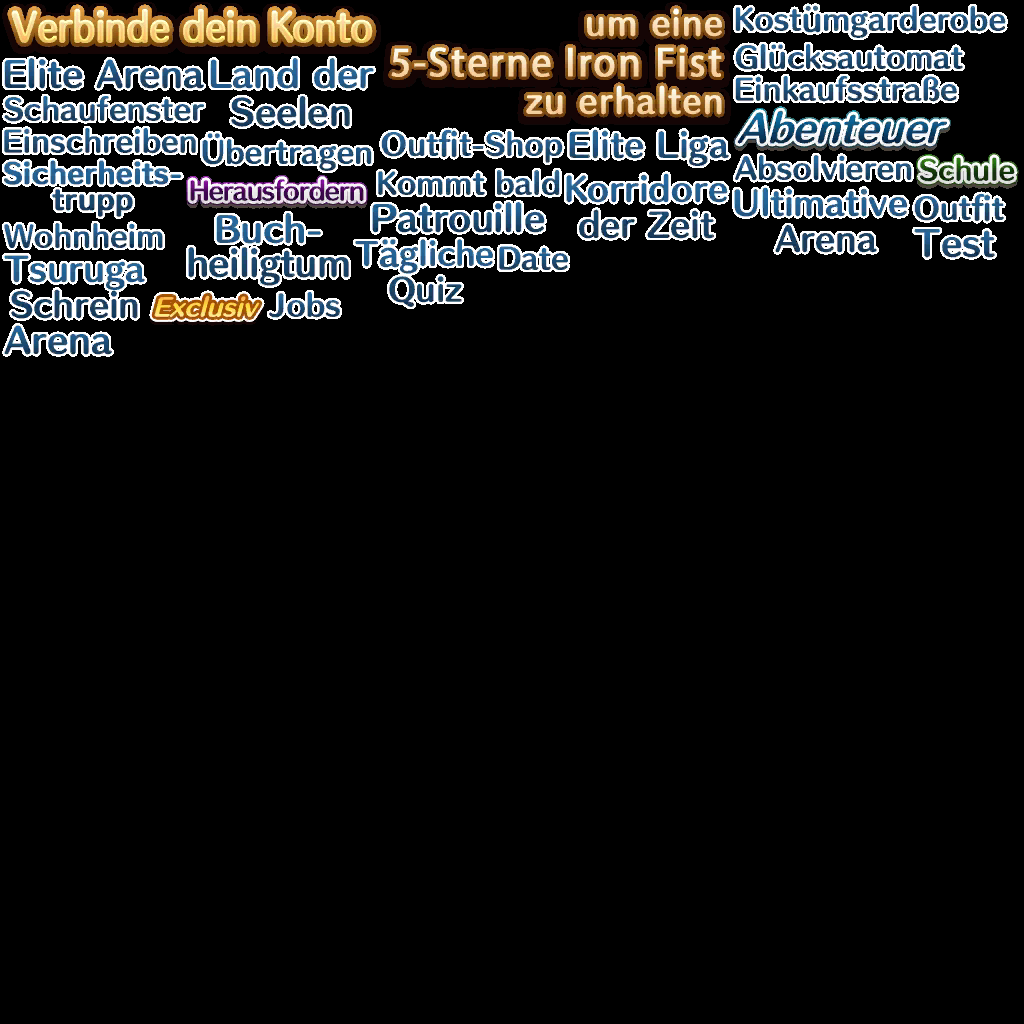 Verbinde dein Konto
um eine
5-Sterne Iron Fist
zu erhalten
Kostümgarderobe
Glücksautomat
Einkaufsstraße
Abenteuer
Elite Arena
Land der
Seelen
Schaufenster
Einschreiben
Übertragen
Outfit-Shop
Elite Liga
Absolvieren
Schule
Sicherheits-
trupp
Herausfordern
Kommt bald
Korridore
der Zeit
Ultimative
Arena
Outfit
Test
Wohnheim
Buch-
heiligtum
Patrouille
Tägliche
Quiz
Date
Tsuruga
Schrein
Exclusiv
Jobs
Arena